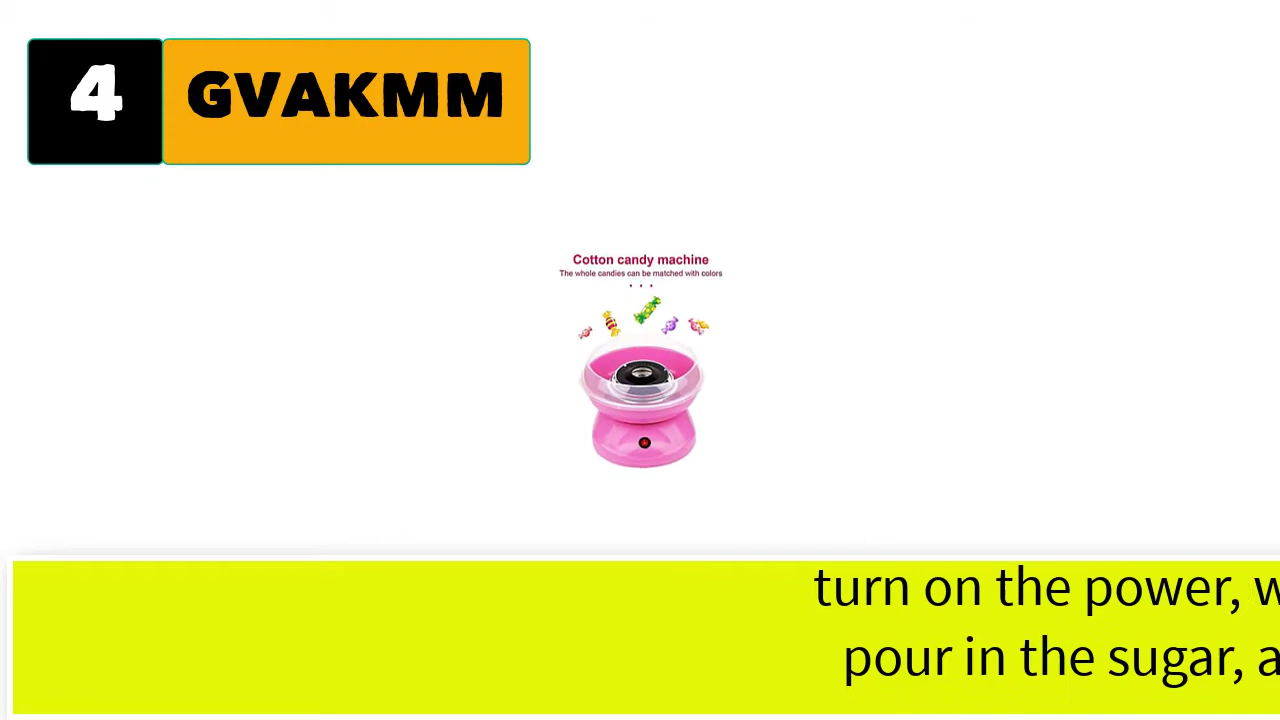 4 GVAKMM
Cotton candy machine
The whole candies can be matched with colors
turn on the power,
pour in the sugar,